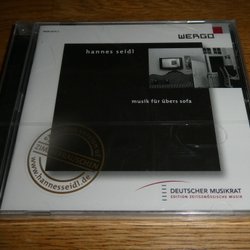 WERGO
hannes seidl
musik für übers sofa
www.hannesseidl.de
DEUTSCHER MUSIKRAT
EDITION ZEITGENÖSSISCHE MUSIK